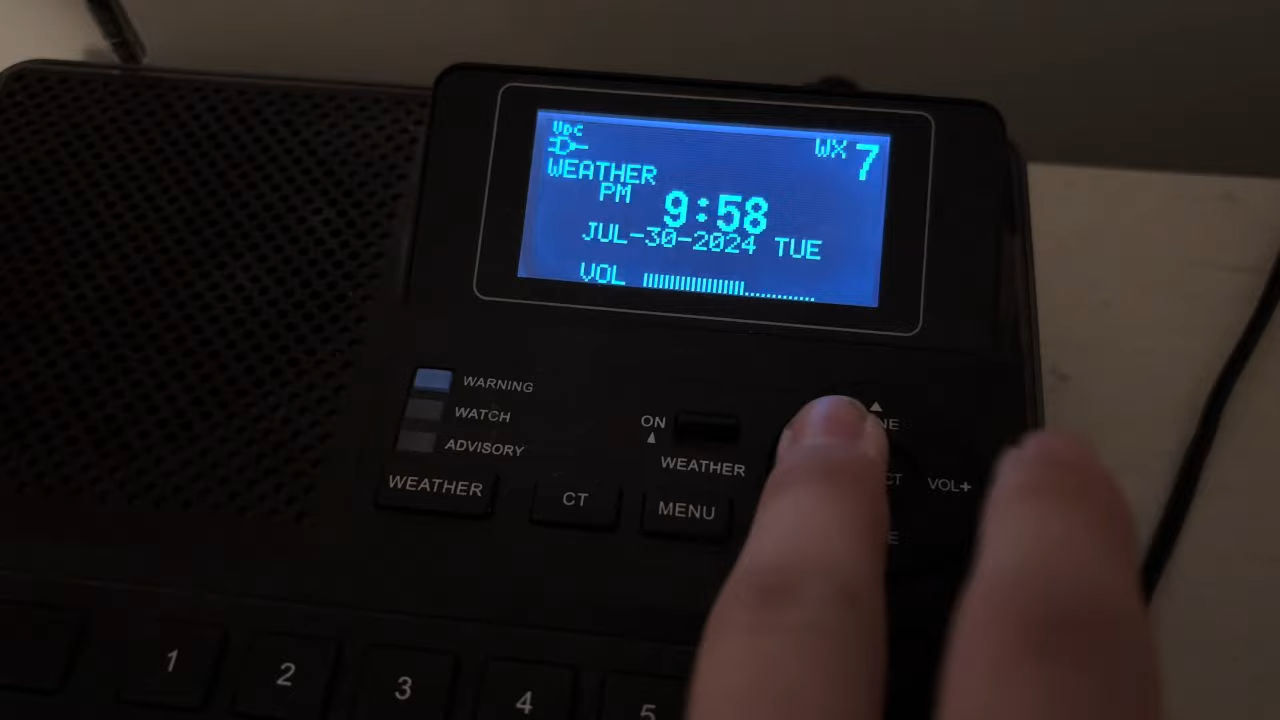 VDC
WX 7
WEATHER
PM 9:58
JUL-30-2024 TUE
VOL
WARNING
WATCH
ADVISORY
ON
WEATHER
VOL+
WEATHER
CT
MENU
1
2
3
4
5